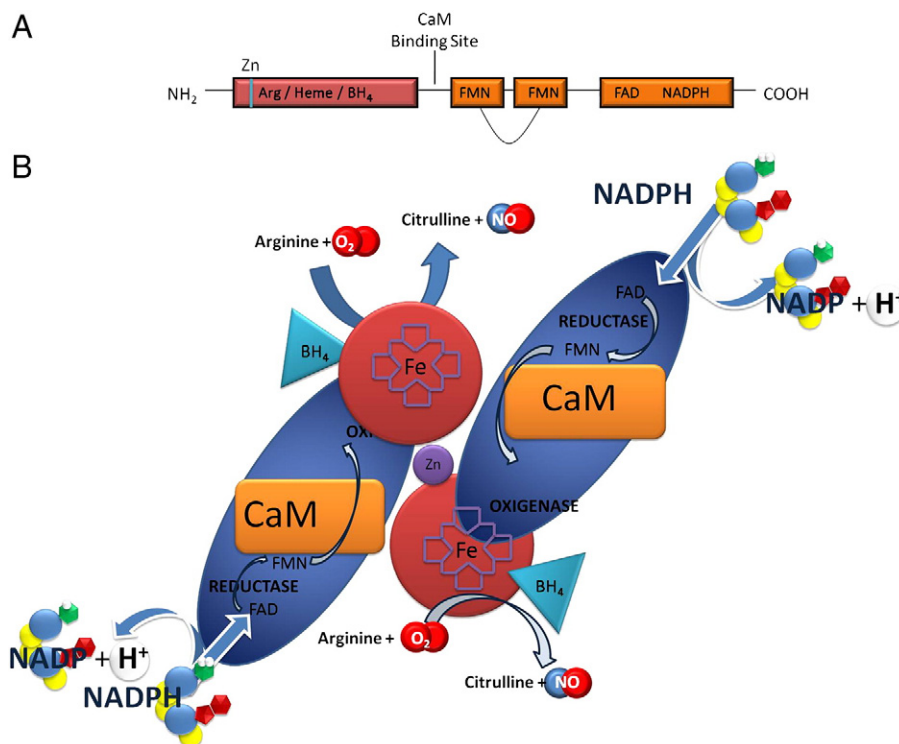 A
CaM
Binding Site
Zn
NH2
Arg / Heme / BH4
FMN
FMN
FAD NADPH
COOH
B
NADPH
Citrulline + NO
Arginine + O2
FAD
NADP + H+
REDUCTASE
FMN
BH4
Fe
CaM
OXI
Zn
CaM
OXIGENASE
Fe
FMN
BH4
REDUCTASE
FAD
Arginine + O2
NADP + H+
Citrulline + NO
NADPH